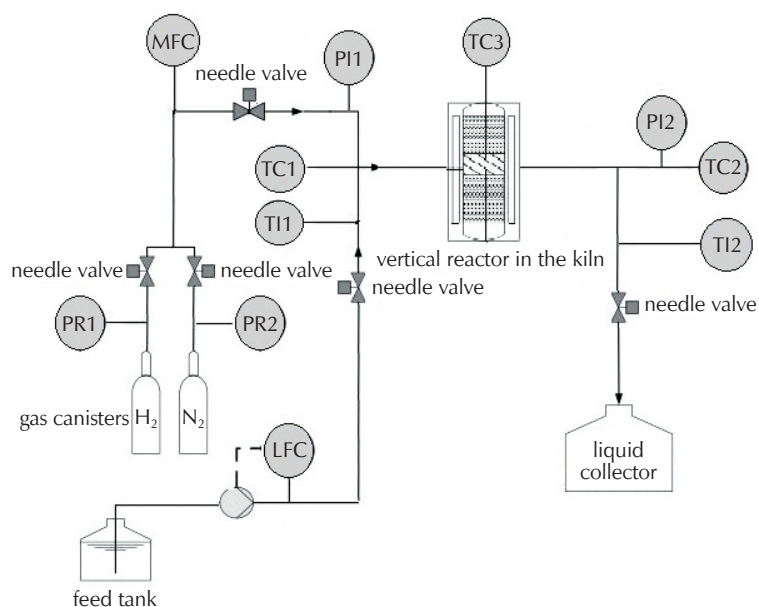 MFC
PI1
TC3
needle valve
PI2
TC1
TC2
TI1
TI2
needle valve
needle valve
vertical reactor in the kiln
needle valve
needle valve
PR1
PR2
gas canisters
H2
N2
LFC
liquid
collector
feed tank